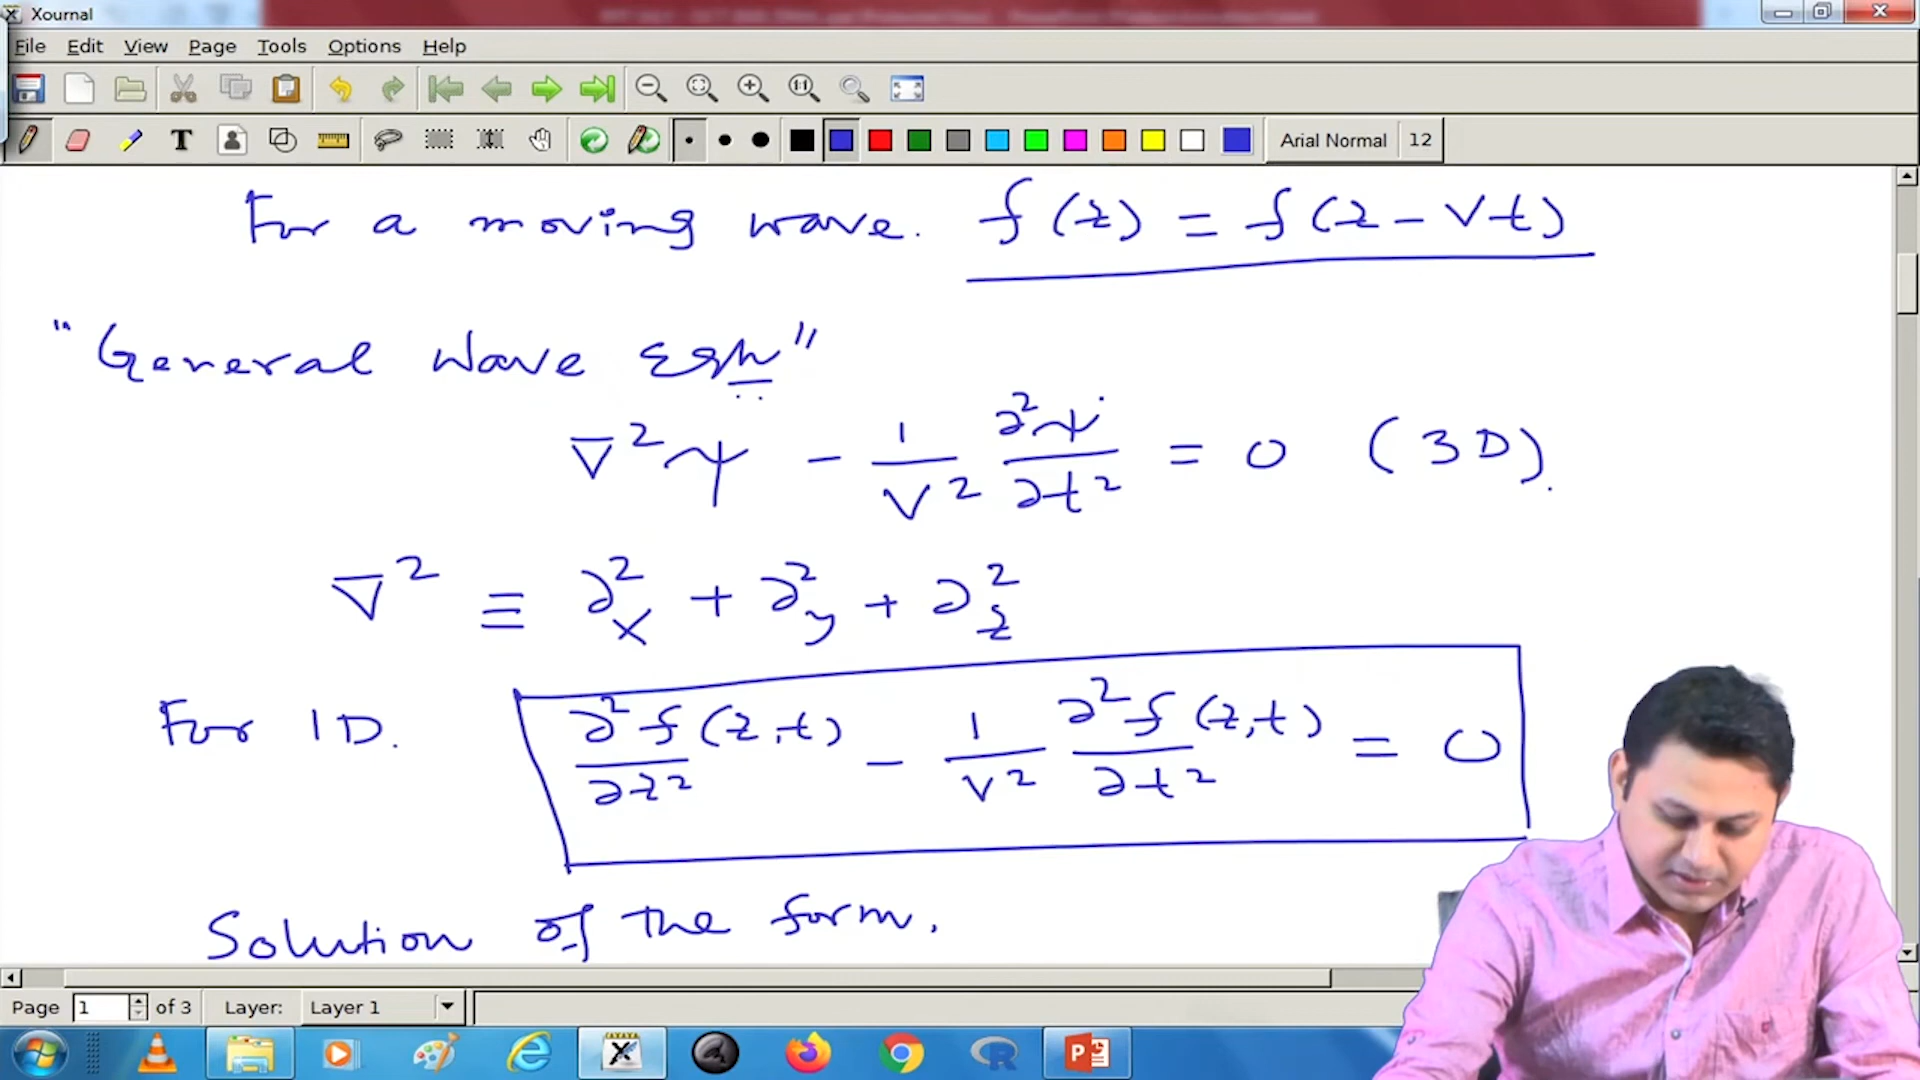 Xournal
File Edit View Page Tools Options Help
Arial Normal 12
For a moving wave. f(z) = f(z - vt)
"General Wave Eqn"
∇²ψ - 1/v² ∂²ψ/∂t² = 0 (3D).
∇² ≡ ∂²x + ∂²y + ∂²z
For 1D. ∂²f/∂z² (z,t) - 1/v² ∂²f/∂t² (z,t) = 0
Solution of the form.
Page 1 of 3 Layer: Layer 1